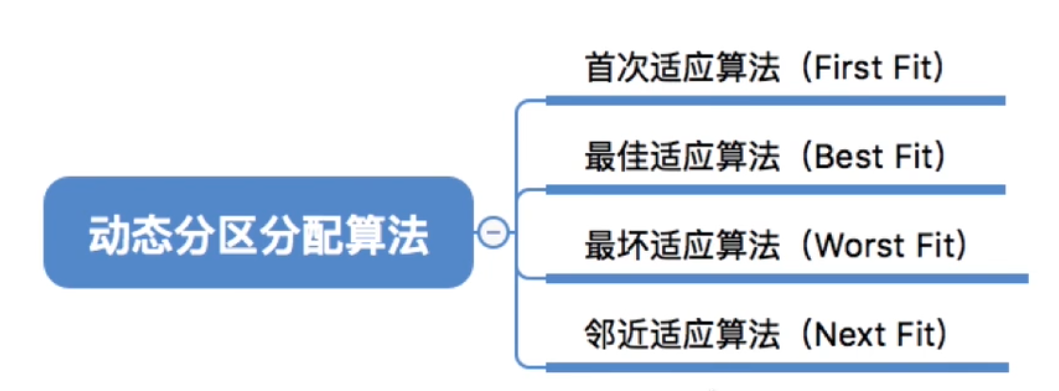 首次适应算法（First Fit）
最佳适应算法（Best Fit）
动态分区分配算法
最坏适应算法（Worst Fit）
邻近适应算法（Next Fit）